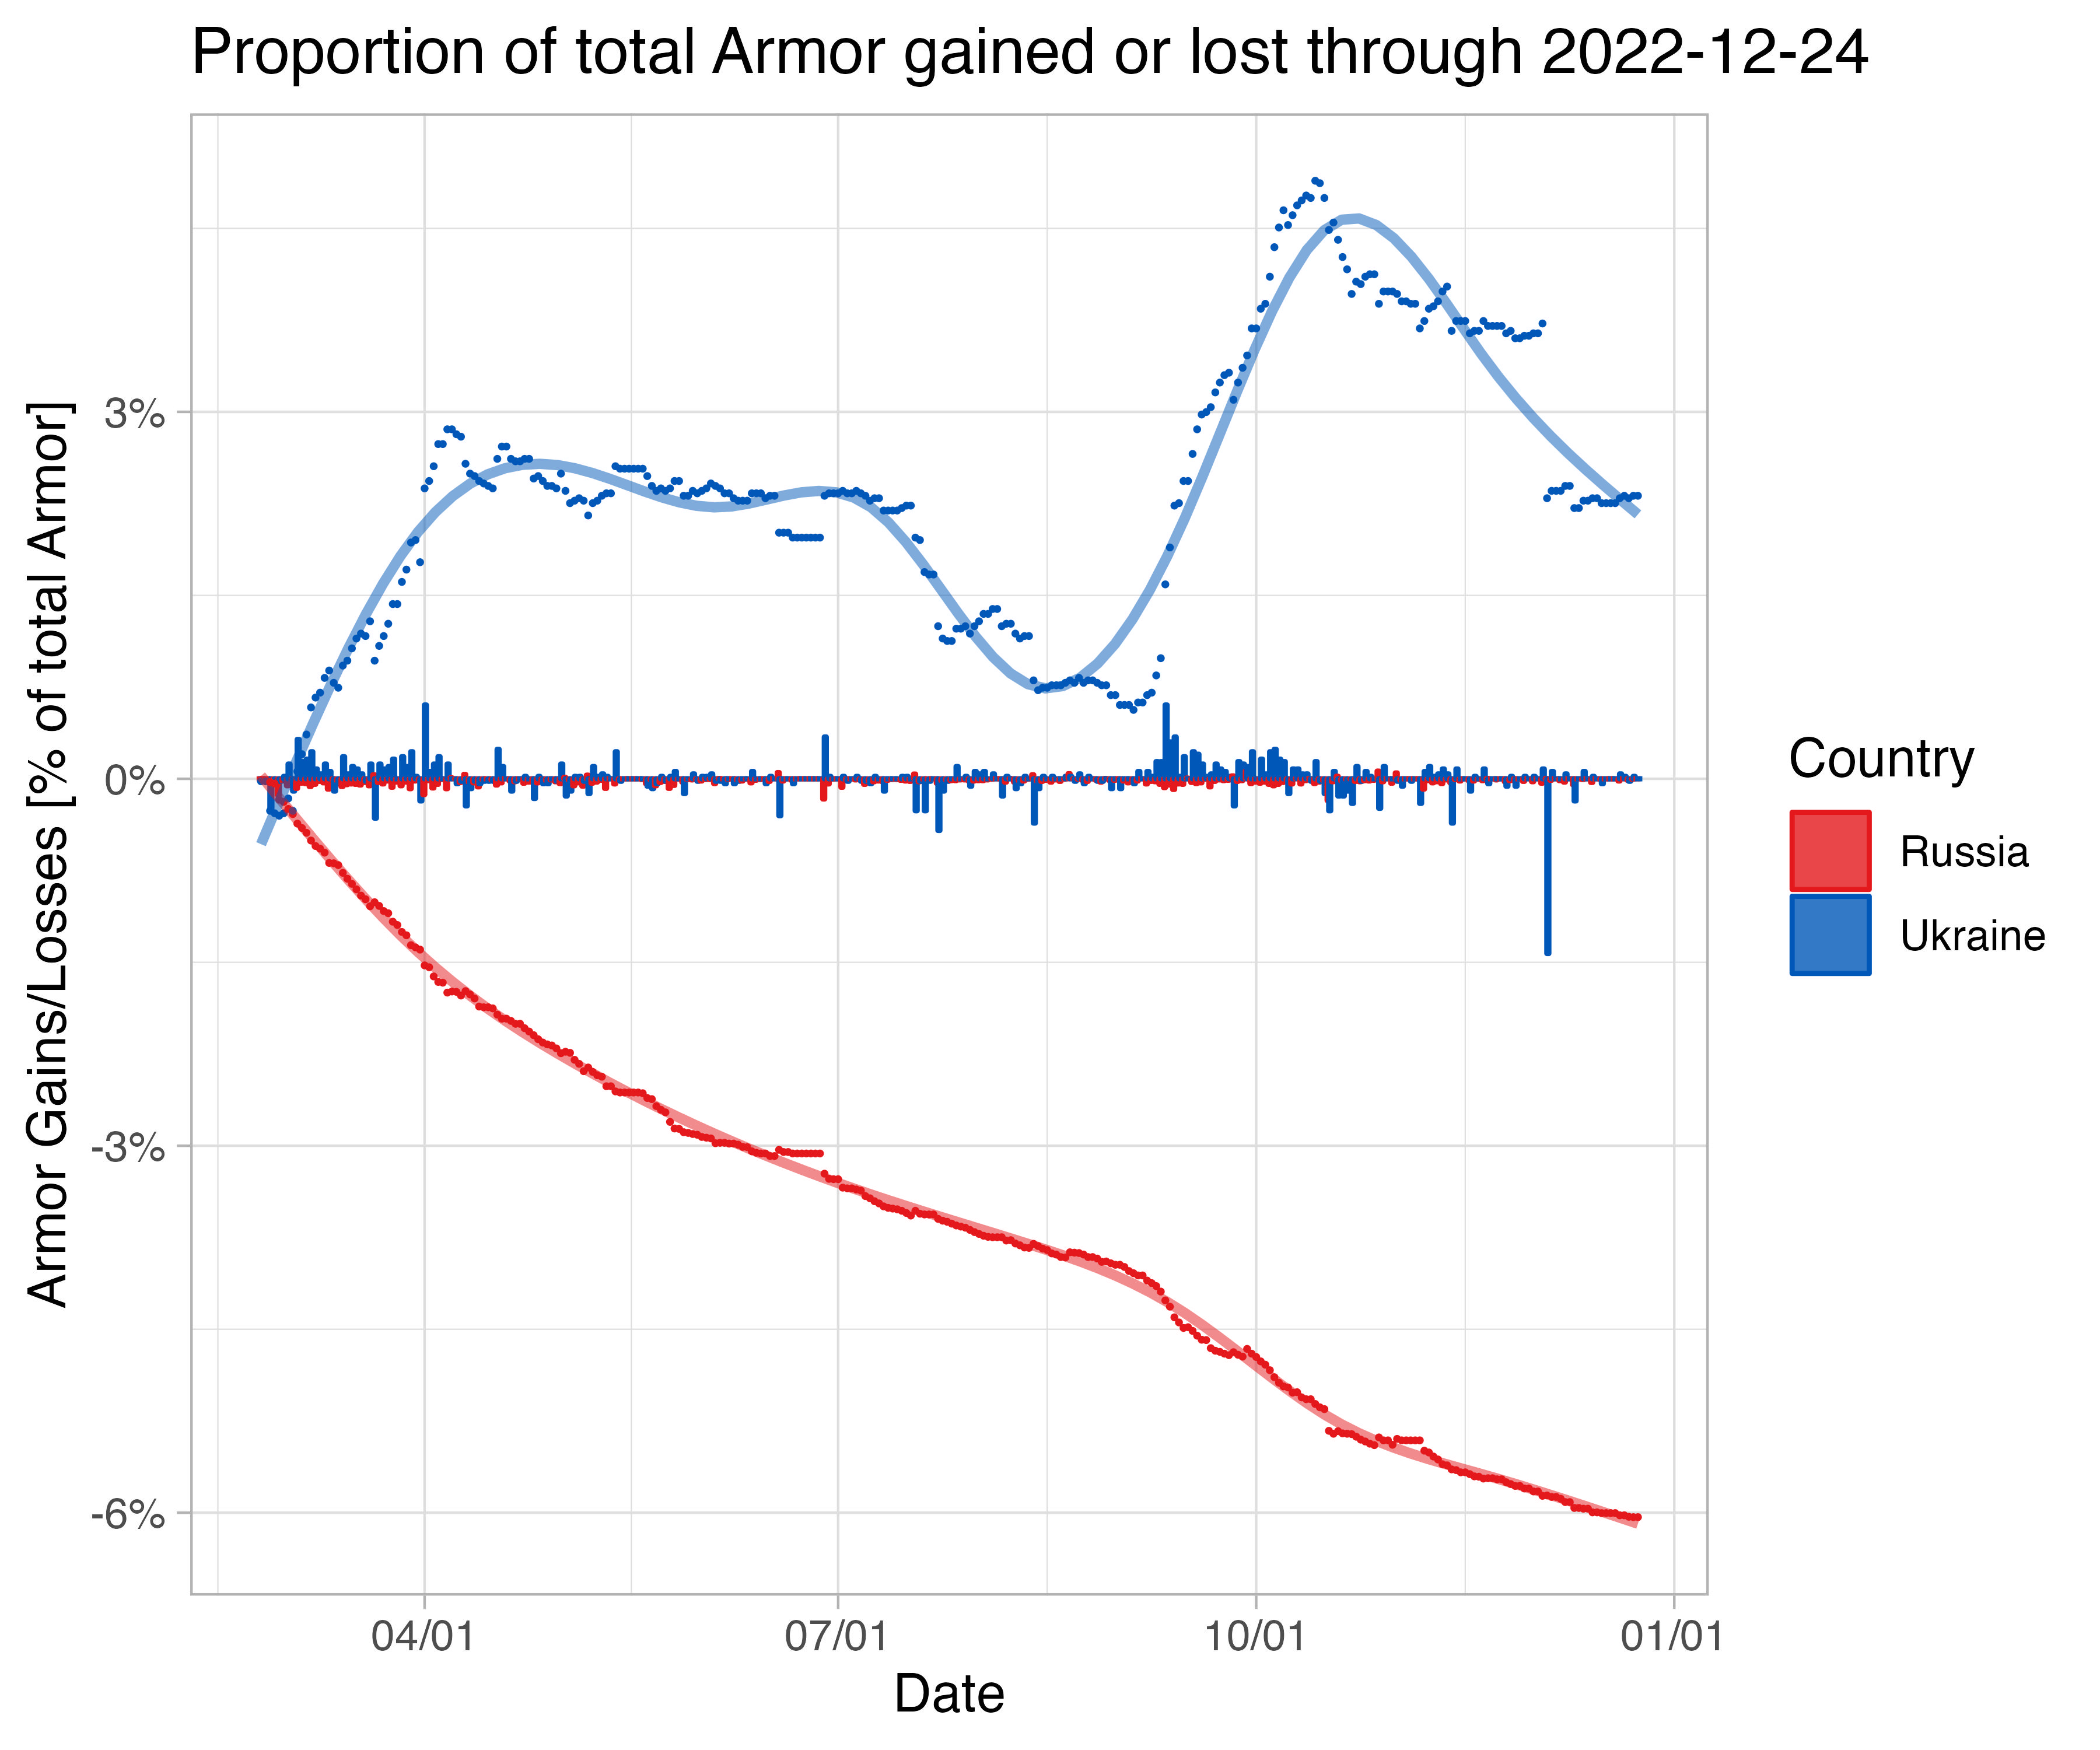 Proportion of total Armor gained or lost through 2022-12-24
Armor Gains/Losses [% of total Armor]
3%
0%
-3%
-6%
04/01
07/01
10/01
01/01
Date
Country
Russia
Ukraine